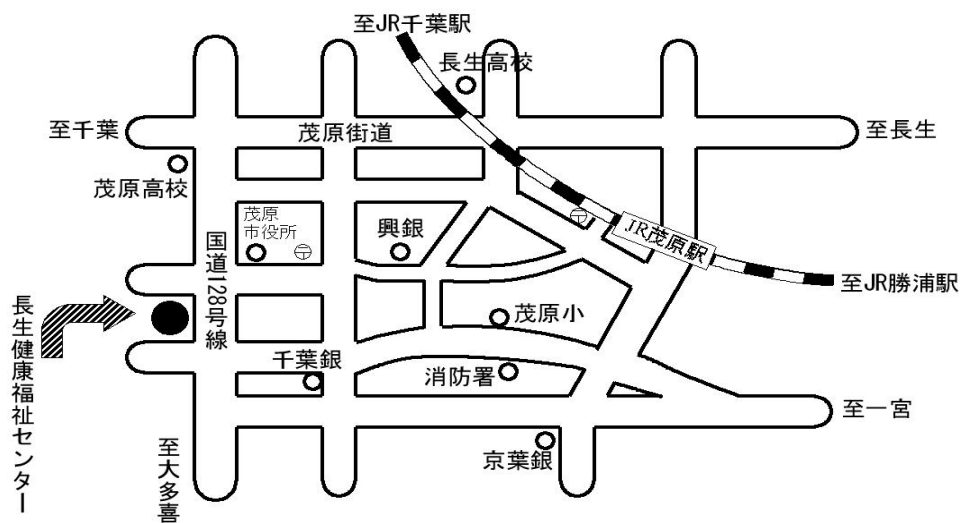 至JR千葉駅
長生高校
至千葉
茂原街道
至長生
茂原高校
茂原
市役所
〒
興銀
国道128号線
〒
JR茂原駅
至JR勝浦駅
長生健康福祉センター
茂原小
千葉銀
消防署
至一宮
京葉銀
至大多喜